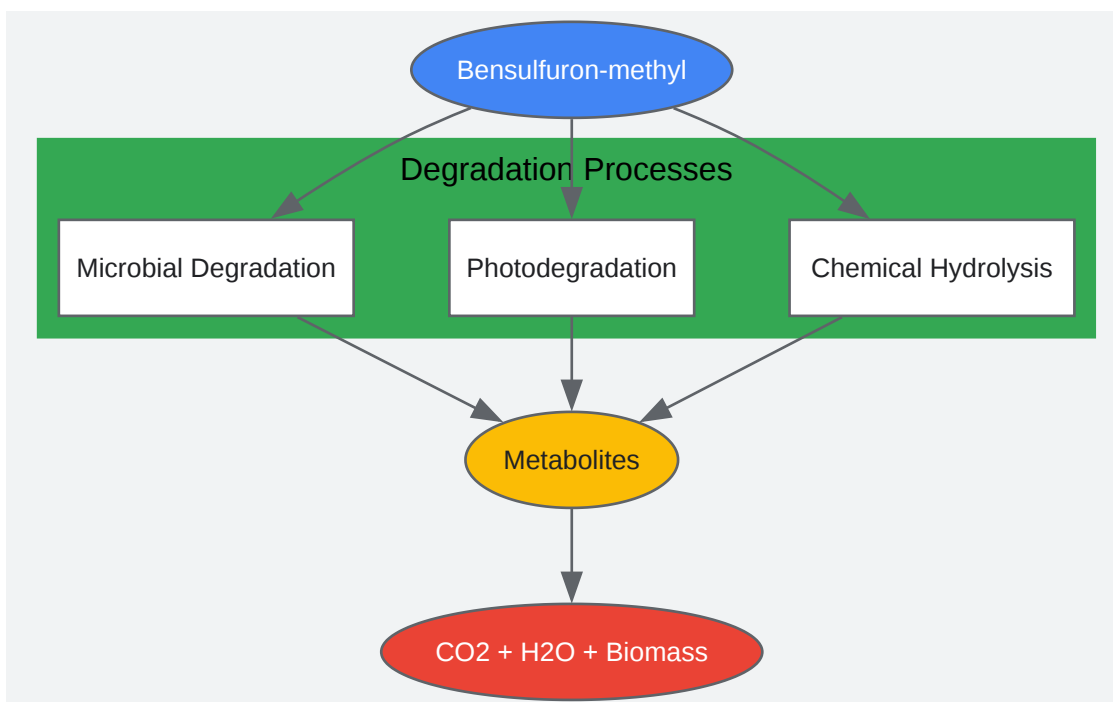 Bensulfuron-methyl
Degradation Processes
Microbial Degradation
Photodegradation
Chemical Hydrolysis
Metabolites
CO2 + H2O + Biomass